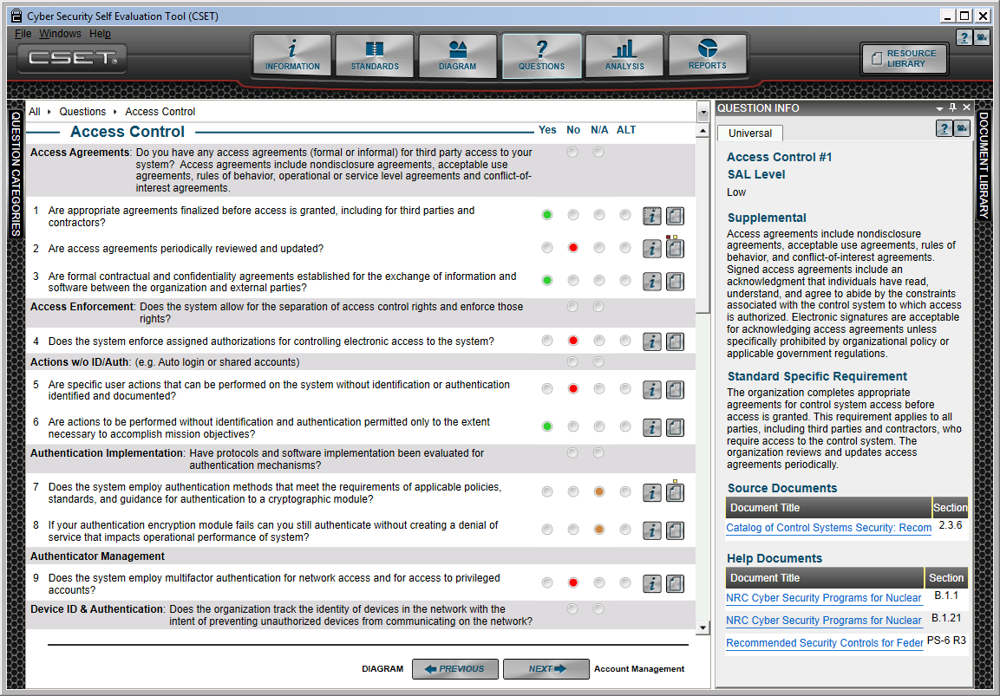 Cyber Security Self Evaluation Tool (CSET)
File Windows Help
CSET
INFORMATION
STANDARDS
DIAGRAM
QUESTIONS
ANALYSIS
REPORTS
RESOURCE
LIBRARY
QUESTION CATEGORIES
All Questions Access Control
Access Control Yes No N/A ALT
Access Agreements: Do you have any access agreements (formal or informal) for third party access to your
system? Access agreements include nondisclosure agreements, acceptable use
agreements, rules of behavior, operational or service level agreements and conflict-of-
interest agreements.
1 Are appropriate agreements finalized before access is granted, including for third parties and
contractors?
2 Are access agreements periodically reviewed and updated?
3 Are formal contractual and confidentiality agreements established for the exchange of information and
software between the organization and external parties?
Access Enforcement: Does the system allow for the separation of access control rights and enforce those
rights?
4 Does the system enforce assigned authorizations for controlling electronic access to the system?
Actions w/o ID/Auth: (e.g. Auto login or shared accounts)
5 Are specific user actions that can be performed on the system without identification or authentication
identified and documented?
6 Are actions to be performed without identification and authentication permitted only to the extent
necessary to accomplish mission objectives?
Authentication Implementation: Have protocols and software implementation been evaluated for
authentication mechanisms?
7 Does the system employ authentication methods that meet the requirements of applicable policies,
standards, and guidance for authentication to a cryptographic module?
8 If your authentication encryption module fails can you still authenticate without creating a denial of
service that impacts operational performance of system?
Authenticator Management
9 Does the system employ multifactor authentication for network access and for access to privileged
accounts?
Device ID & Authentication: Does the organization track the identity of devices in the network with the
intent of preventing unauthorized devices from communicating on the network?
DIAGRAM PREVIOUS NEXT Account Management
QUESTION INFO
Universal
Access Control #1
SAL Level
Low
Supplemental
Access agreements include nondisclosure
agreements, acceptable use agreements, rules of
behavior, and conflict-of-interest agreements.
Signed access agreements include an
acknowledgment that individuals have read,
understand, and agree to abide by the constraints
associated with the control system to which access
is authorized. Electronic signatures are acceptable
for acknowledging access agreements unless
specifically prohibited by organizational policy or
applicable government regulations.
Standard Specific Requirement
The organization completes appropriate
agreements for control system access before
access is granted. This requirement applies to all
parties, including third parties and contractors, who
require access to the control system. The
organization reviews and updates access
agreements periodically.
Source Documents
Document Title Section
Catalog of Control Systems Security: Recom 2.3.6
Help Documents
Document Title Section
NRC Cyber Security Programs for Nuclear B.1.1
NRC Cyber Security Programs for Nuclear B.1.21
Recommended Security Controls for Feder PS-6 R3
DOCUMENT LIBRARY